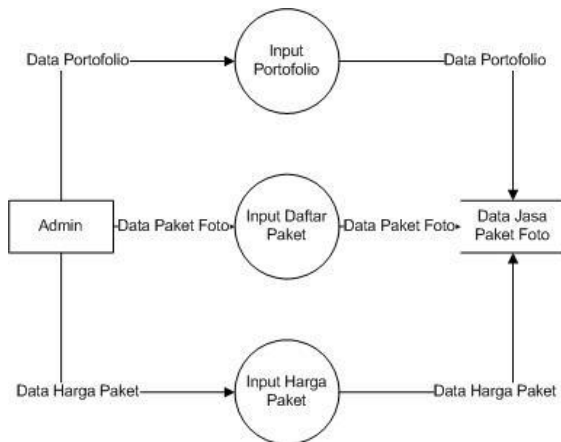 Input
Portofolio
Data Portofolio
Data Portofolio
Admin
Data Paket Foto
Input Daftar
Paket
Data Paket Foto
Data Jasa
Paket Foto
Data Harga Paket
Input Harga
Paket
Data Harga Paket